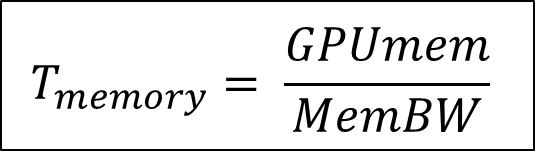 T_memory = GPUmem / MemBW